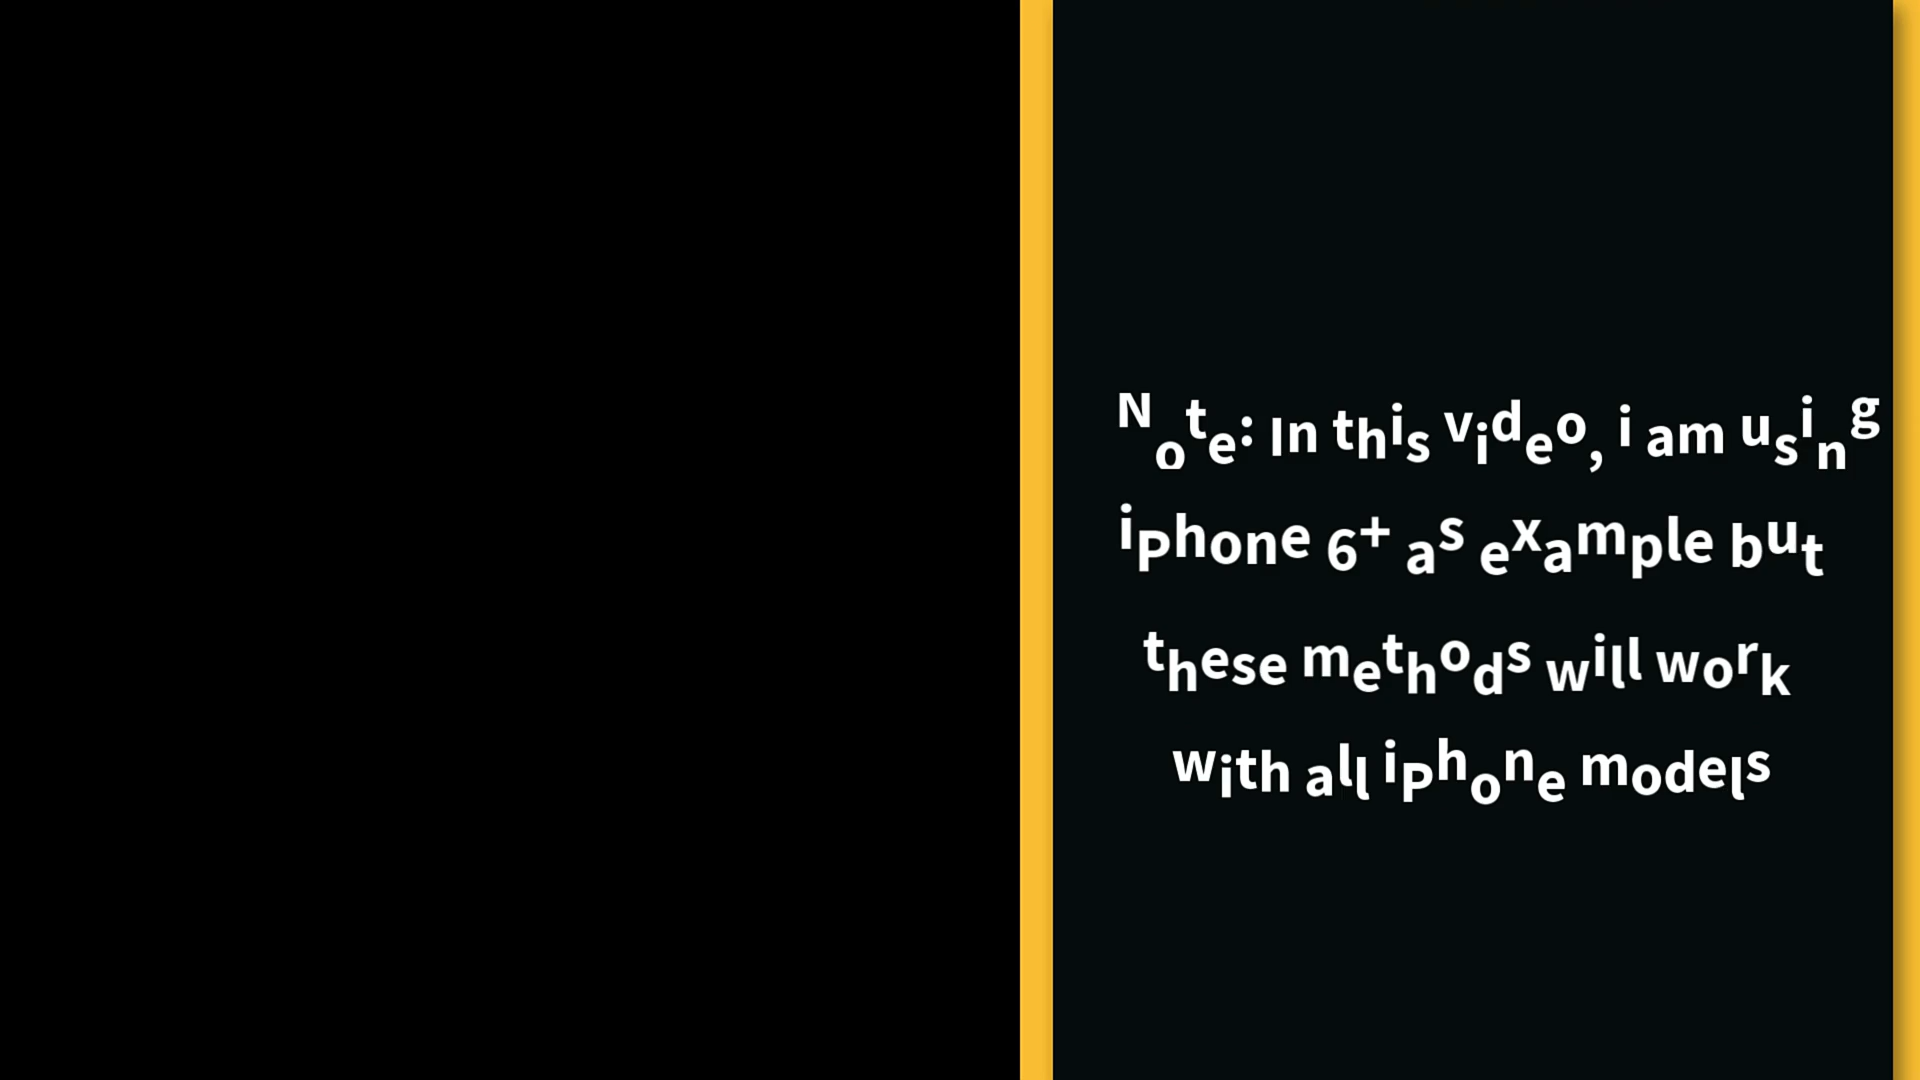 Note: In this video, i am using
iphone 6+ as example but
these methods will work
with all iphone models